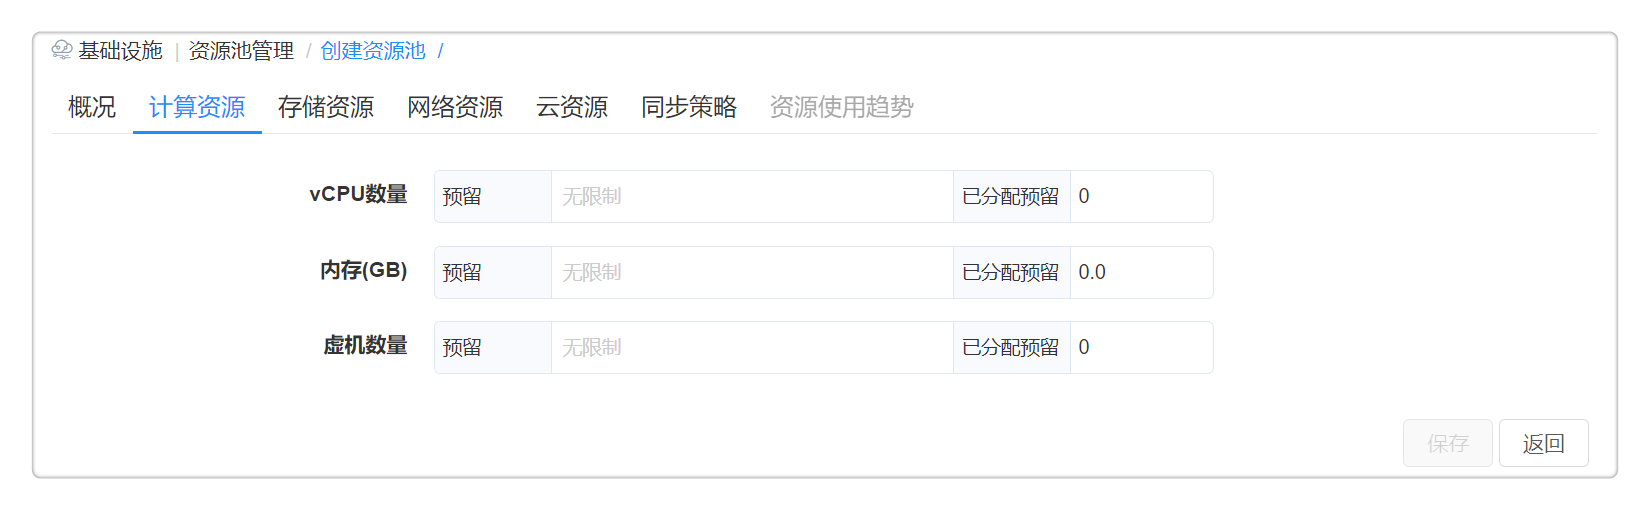 基础设施 | 资源池管理 / 创建资源池 /
概况 计算资源 存储资源 网络资源 云资源 同步策略 资源使用趋势
vCPU数量 预留 无限制 已分配预留 0
内存(GB) 预留 无限制 已分配预留 0.0
虚机数量 预留 无限制 已分配预留 0
保存 返回